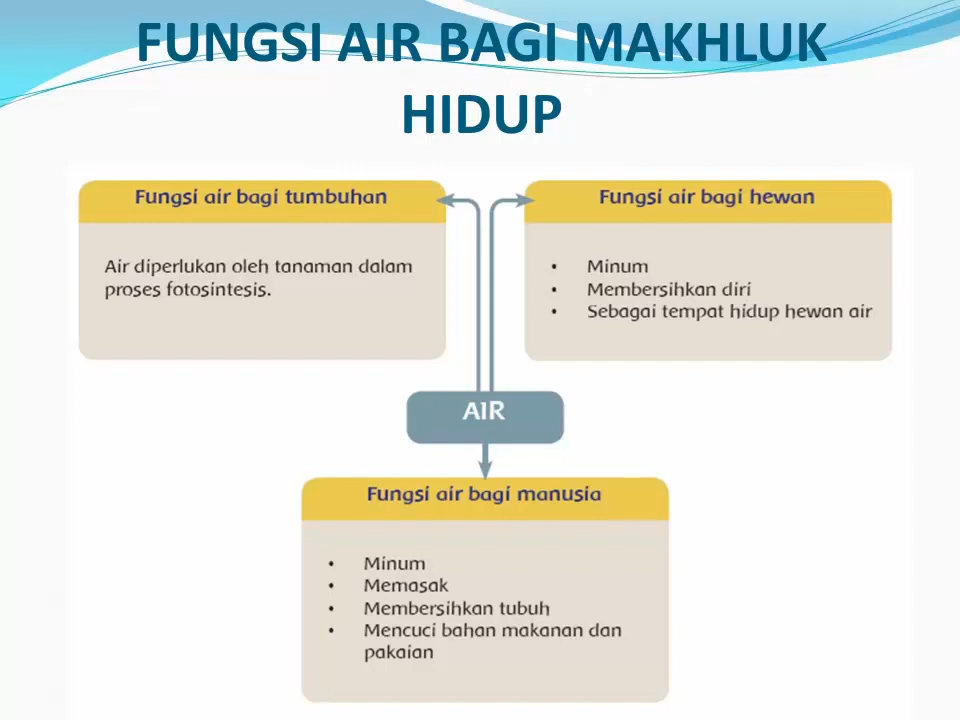 FUNGSI AIR BAGI MAKHLUK
HIDUP
Fungsi air bagi tumbuhan
Air diperlukan oleh tanaman dalam
proses fotosintesis.
Fungsi air bagi hewan
• Minum
• Membersihkan diri
• Sebagai tempat hidup hewan air
AIR
Fungsi air bagi manusia
• Minum
• Memasak
• Membersihkan tubuh
• Mencuci bahan makanan dan
pakaian